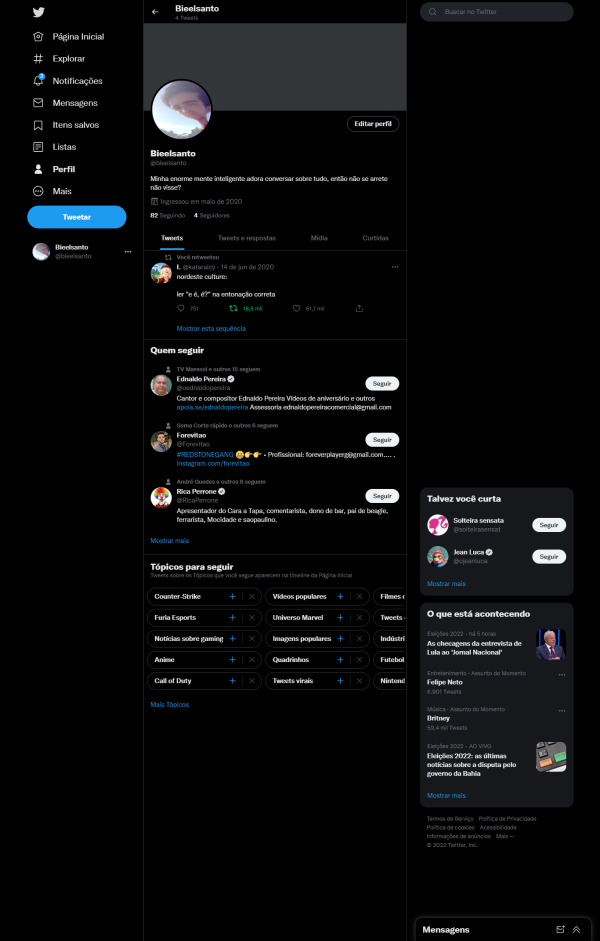 Bieelsanto
4 Tweets
Buscar no Twitter
Página Inicial
Explorar
Notificações
Mensagens
Itens salvos
Listas
Perfil
Mais
Tweetar
Bieelsanto
@bieelsanto
Editar perfil
Bieelsanto
@bieelsanto
Minha enorme mente inteligente adora conversar sobre tudo, então não se arrete
não visse?
Ingressou em maio de 2020
82 Seguindo 4 Seguidores
Tweets Tweets e respostas Mídia Curtidas
Você retweetou
@kataraicy · 14 de jun de 2020
nordeste culture:
ler "e é, é?" na entonação correta
751 18,8 mil 61,1 mil
Mostrar esta sequência
Quem seguir
TV Maresol e outros 15 seguem
Ednaldo Pereira
@oednaldopereira
Seguir
Cantor e compositor Ednaldo Pereira Vídeos de aniversário e outros
apoia.se/ednaldopereira Assessoria ednaldopereiracomercial@gmail.com
Soma Corte rápido e outros 6 seguem
Forevitao
@Forevitao
Seguir
#REDSTONEGANG 😀👉👉 • Profissional: foreverplayerg@gmail.com.... .
instagram.com/forevitao
André Guedes e outros 8 seguem
Rica Perrone
@RicaPerrone
Seguir
Apresentador do Cara a Tapa, comentarista, dono de bar, pai de beagle,
ferrarista, Mocidade e saopaulino.
Mostrar mais
Tópicos para seguir
Tweets sobre os Tópicos que você segue aparecem na timeline da Página Inicial
Counter-Strike Vídeos populares Filmes
Furia Esports Universo Marvel Tweets
Notícias sobre gaming Imagens populares Indústri
Anime Quadrinhos Futebol
Call of Duty Tweets virais Nintend
Mais Tópicos
Talvez você curta
Solteira sensata
@solteirasensat
Seguir
Jean Luca
@ojeanluca
Seguir
Mostrar mais
O que está acontecendo
Eleições 2022 · há 5 horas
As checagens da entrevista de
Lula ao 'Jornal Nacional'
Entretenimento · Assunto do Momento
Felipe Neto
6.901 Tweets
Música · Assunto do Momento
Britney
59,4 mil Tweets
Eleições 2022 · AO VIVO
Eleições 2022: as últimas
notícias sobre a disputa pelo
governo da Bahia
Mostrar mais
Termos de Serviço Política de Privacidade
Política de cookies Acessibilidade
Informações de anúncios Mais
© 2022 Twitter, Inc.
Mensagens